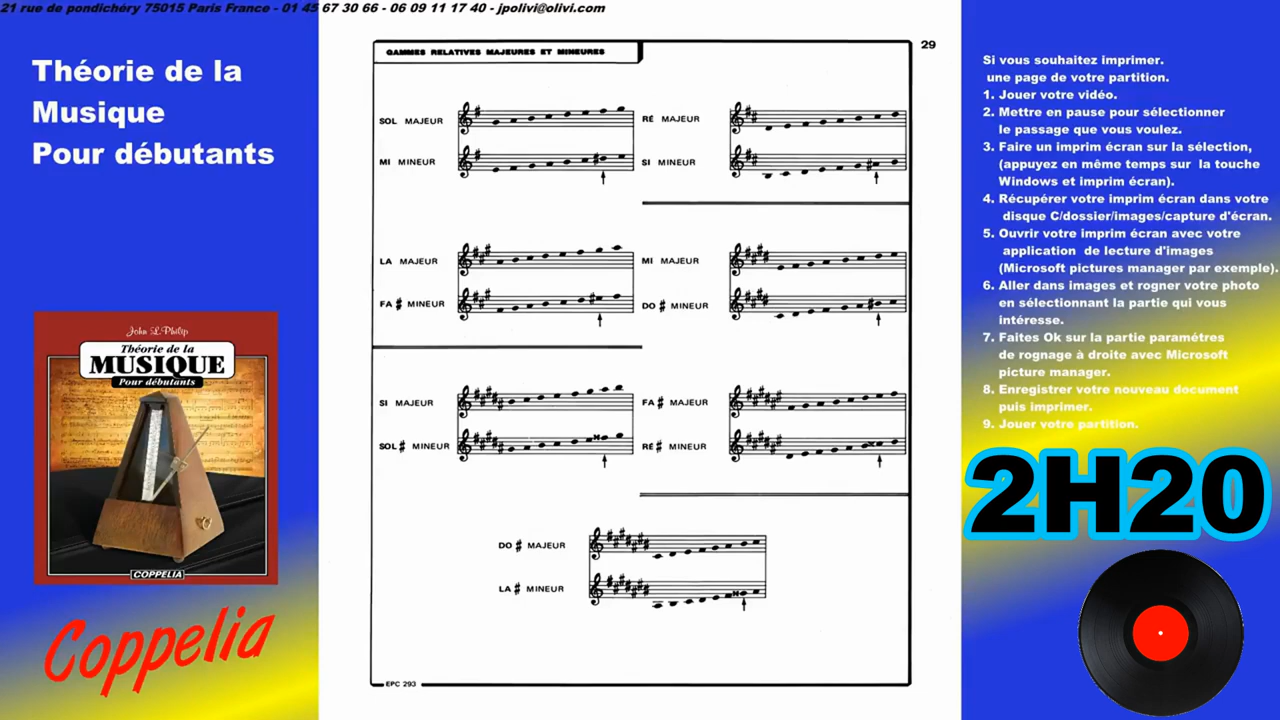 21 rue de pondichéry 75015 Paris France - 01 45 67 30 66 - 06 09 11 17 40 - jpolivi@olivi.com
Théorie de la
Musique
Pour débutants
John L. Philip
Théorie de la
MUSIQUE
Pour débutants
COPPELIA
Coppelia
29
GAMMES RELATIVES MAJEURES ET MINEURES
SOL MAJEUR
RÉ MAJEUR
MI MINEUR
SI MINEUR
LA MAJEUR
MI MAJEUR
FA # MINEUR
DO # MINEUR
SI MAJEUR
FA # MAJEUR
SOL # MINEUR
RÉ # MINEUR
DO # MAJEUR
LA # MINEUR
EPC 293
Si vous souhaitez imprimer.
une page de votre partition.
1. Jouer votre vidéo.
2. Mettre en pause pour sélectionner
le passage que vous voulez.
3. Faire un imprim écran sur la sélection,
(appuyez en même temps sur la touche
Windows et imprim écran).
4. Récupérer votre imprim écran dans votre
disque C/dossier/images/capture d'écran.
5. Ouvrir votre imprim écran avec votre
application de lecture d'images
(Microsoft pictures manager par exemple).
6. Aller dans images et rogner votre photo
en sélectionnant la partie qui vous
intéresse.
7. Faites Ok sur la partie paramétres
de rognage à droite avec Microsoft
picture manager.
8. Enregistrer votre nouveau document
puis imprimer.
9. Jouer votre partition.
2H20